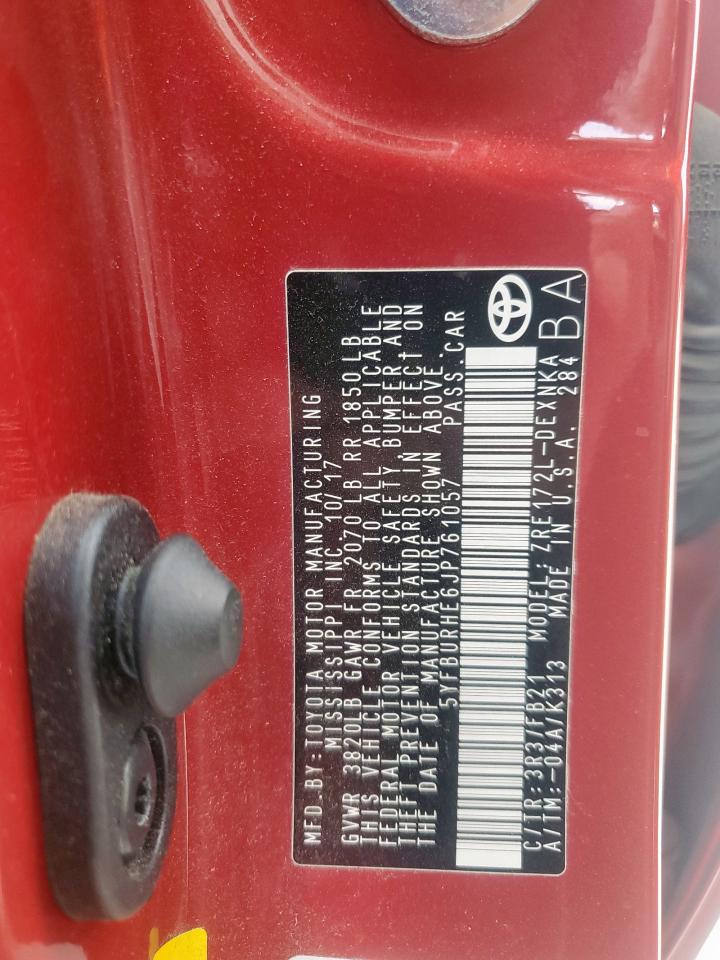 MFD. BY: TOYOTA MOTOR MANUFACTURING
MISSISSIPPI INC. 10/17
GVWR 3820LB GAWR FR 2070 LB RR 1850 LB
THIS VEHICLE CONFORMS TO ALL APPLICABLE
FEDERAL MOTOR VEHICLE SAFETY, BUMPER AND
THEFT PREVENTION STANDARDS IN EFFECT ON
THE DATE OF MANUFACTURE SHOWN ABOVE.
5YFBURHE6JP761057 PASS. CAR
C/TR: 3R3/FB21 MODEL: ZRE172L-DEXNKA
A/TM: -04A/K313 MADE IN U.S.A. 284
BA